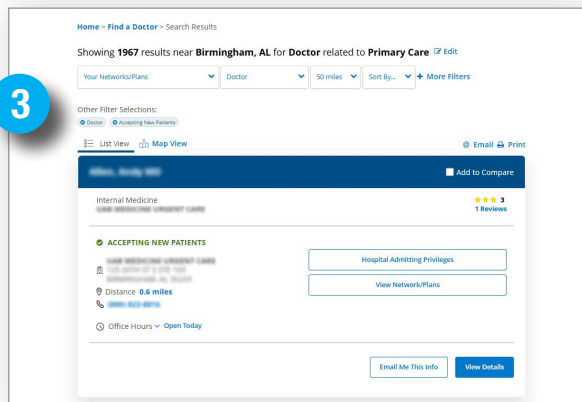 Home > Find a Doctor > Search Results
Showing 1967 results near Birmingham, AL for Doctor related to Primary Care Edit
Your Networks/Plans Doctor 50 miles Sort By... + More Filters
3
Other Filter Selections:
Doctor Accepting New Patients
List View Map View @ Email Print
Add to Compare
Internal Medicine 3
1 Reviews
ACCEPTING NEW PATIENTS
Hospital Admitting Privileges
View Network/Plans
Distance 0.6 miles
Office Hours Open Today
Email Me This Info View Details